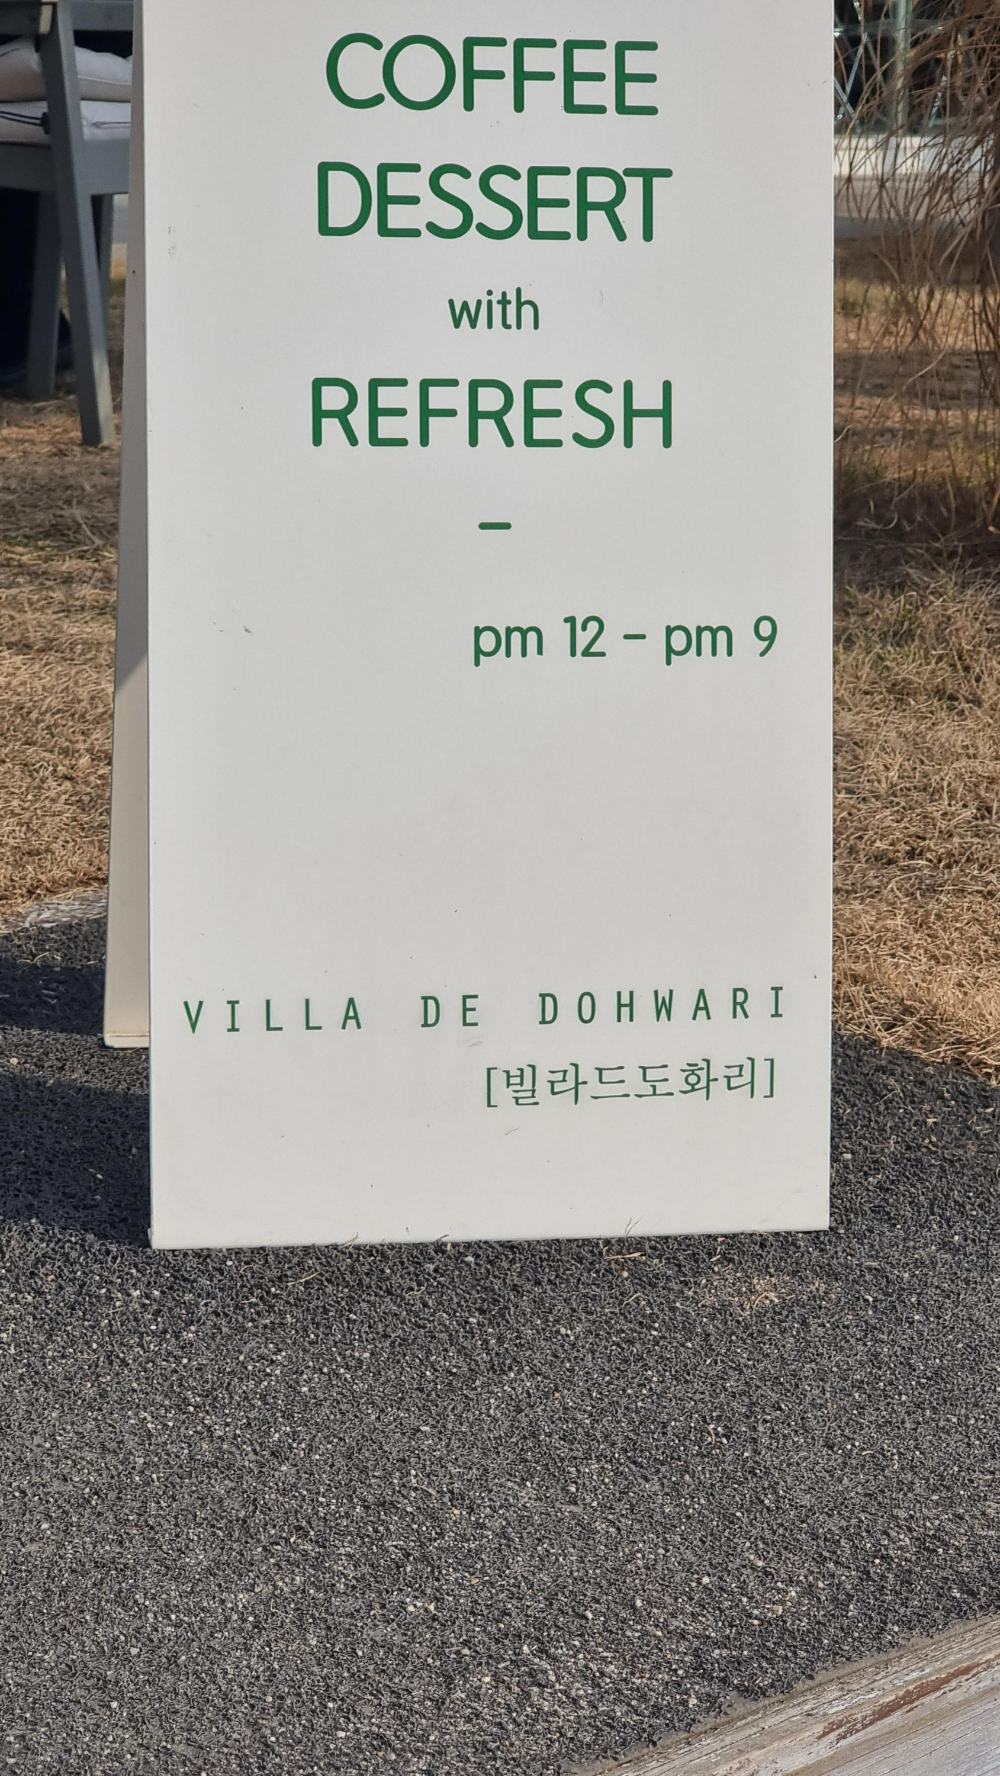 COFFEE
DESSERT
with
REFRESH
–
pm 12 – pm 9
VILLA DE DOHWARI
[빌라드도화리]